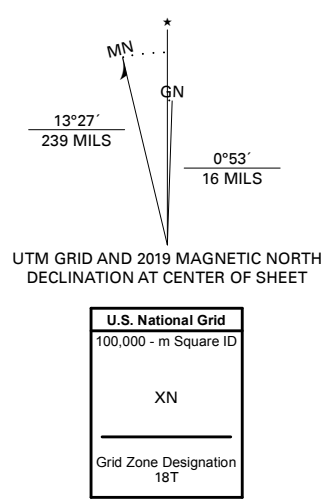 MN
GN
13°27´
239 MILS
0°53´
16 MILS
UTM GRID AND 2019 MAGNETIC NORTH
DECLINATION AT CENTER OF SHEET
U.S. National Grid
100,000 - m Square ID
XN
Grid Zone Designation
18T